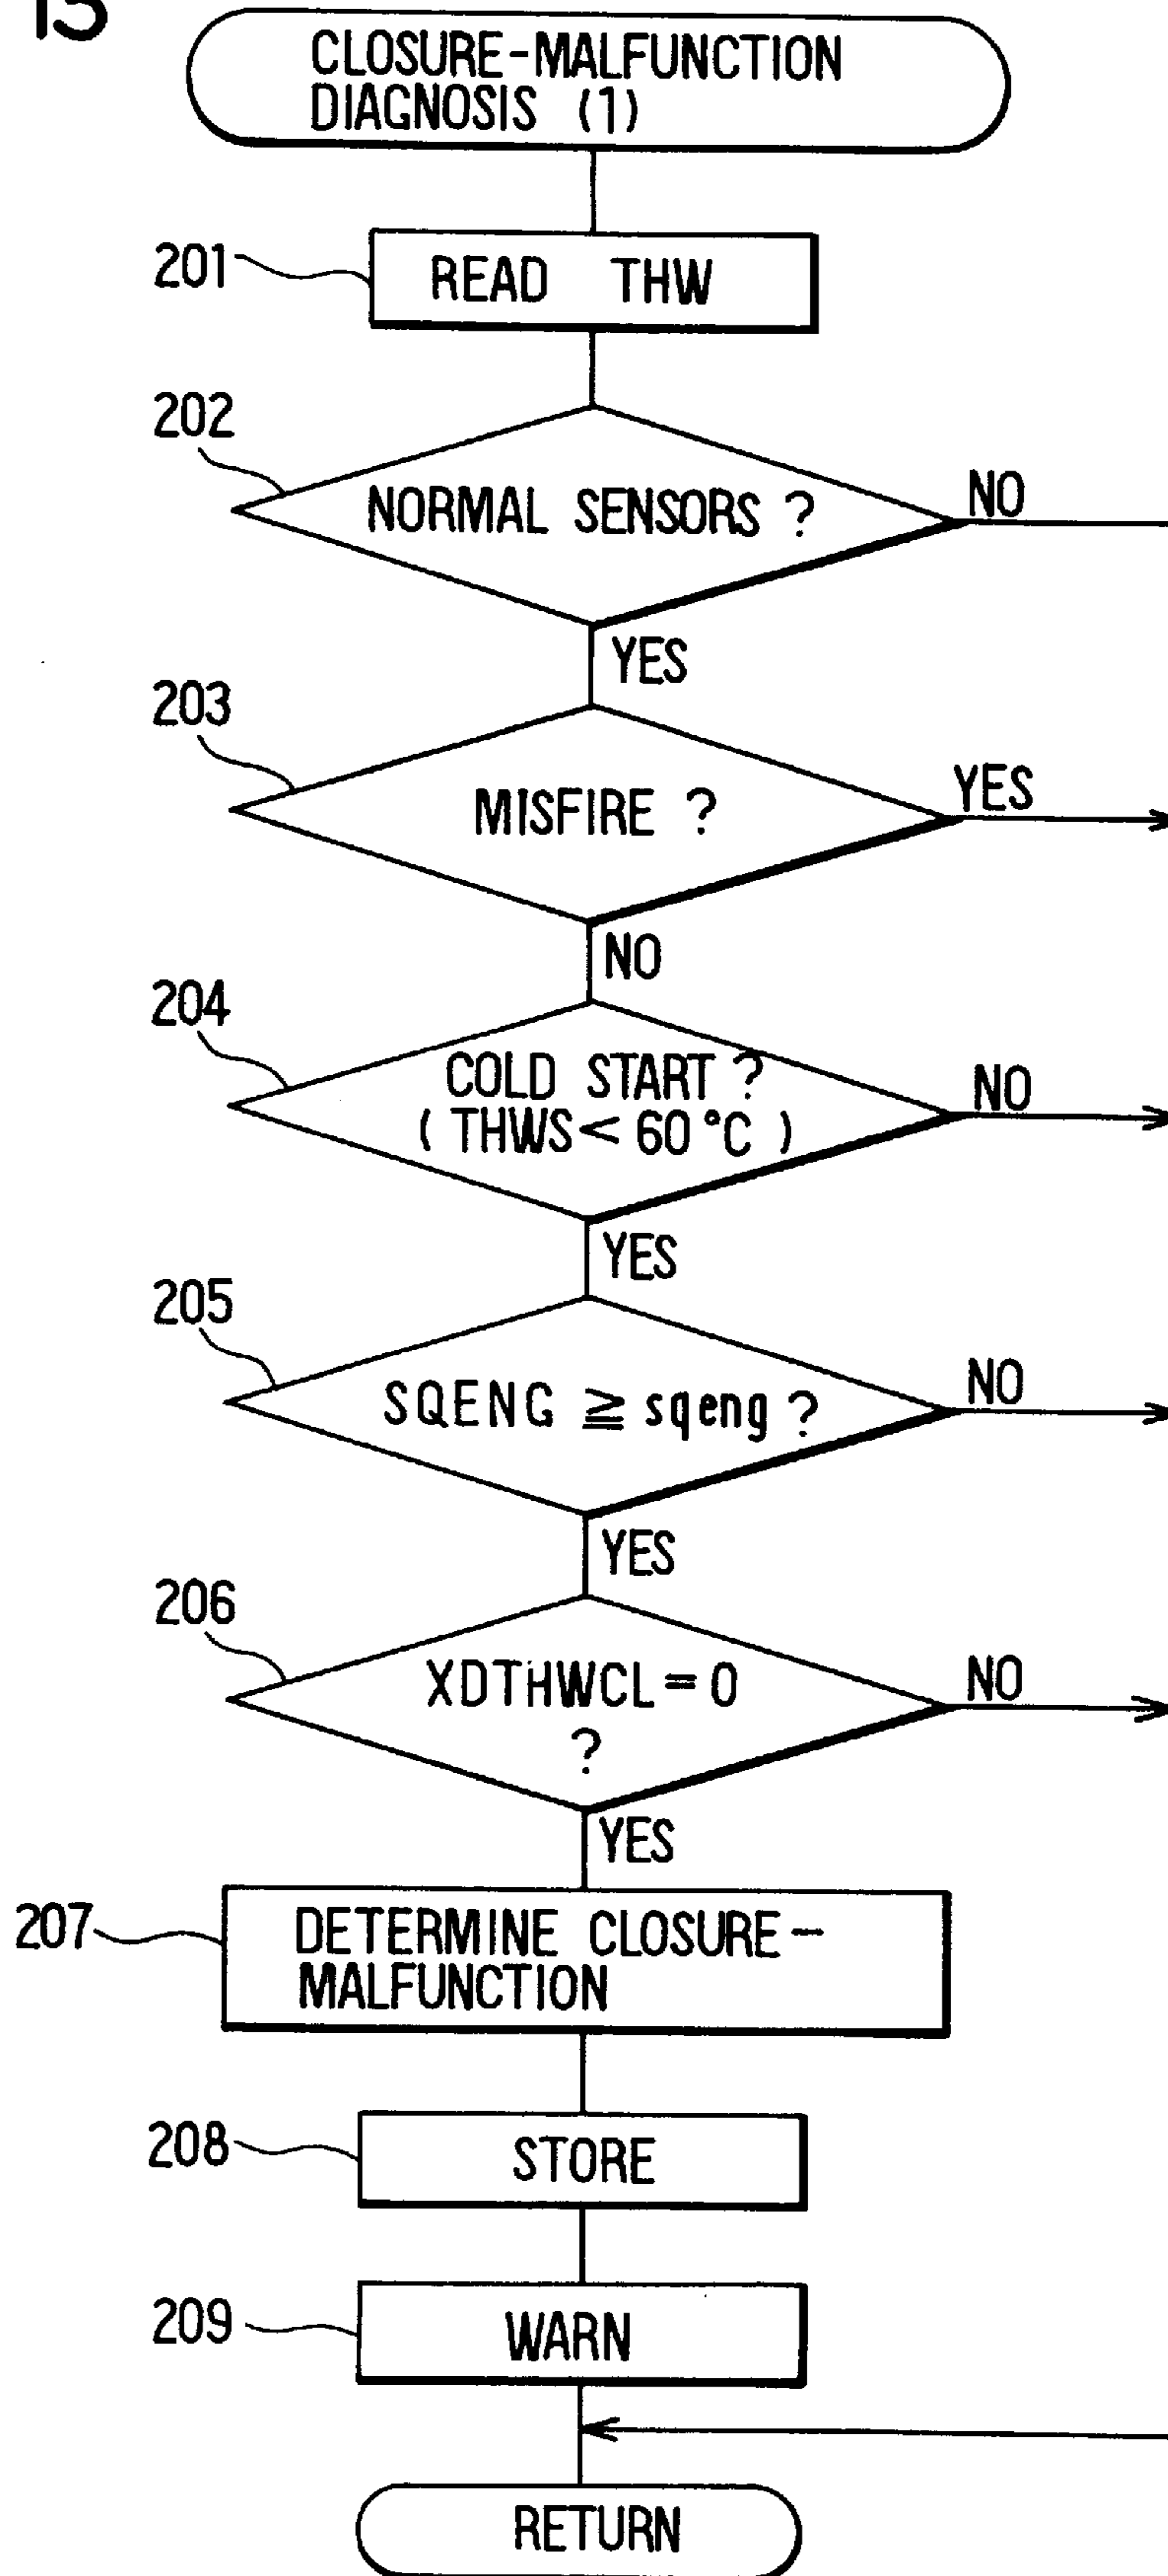 13
CLOSURE-MALFUNCTION
DIAGNOSIS (1)
201
READ THW
202
NORMAL SENSORS ?
NO
YES
203
MISFIRE ?
YES
NO
204
COLD START ?
( THWS < 60 °C )
NO
YES
205
SQENG ≧ sqeng ?
NO
YES
206
XDTHWCL = 0
?
NO
YES
207
DETERMINE CLOSURE-
MALFUNCTION
208
STORE
209
WARN
RETURN